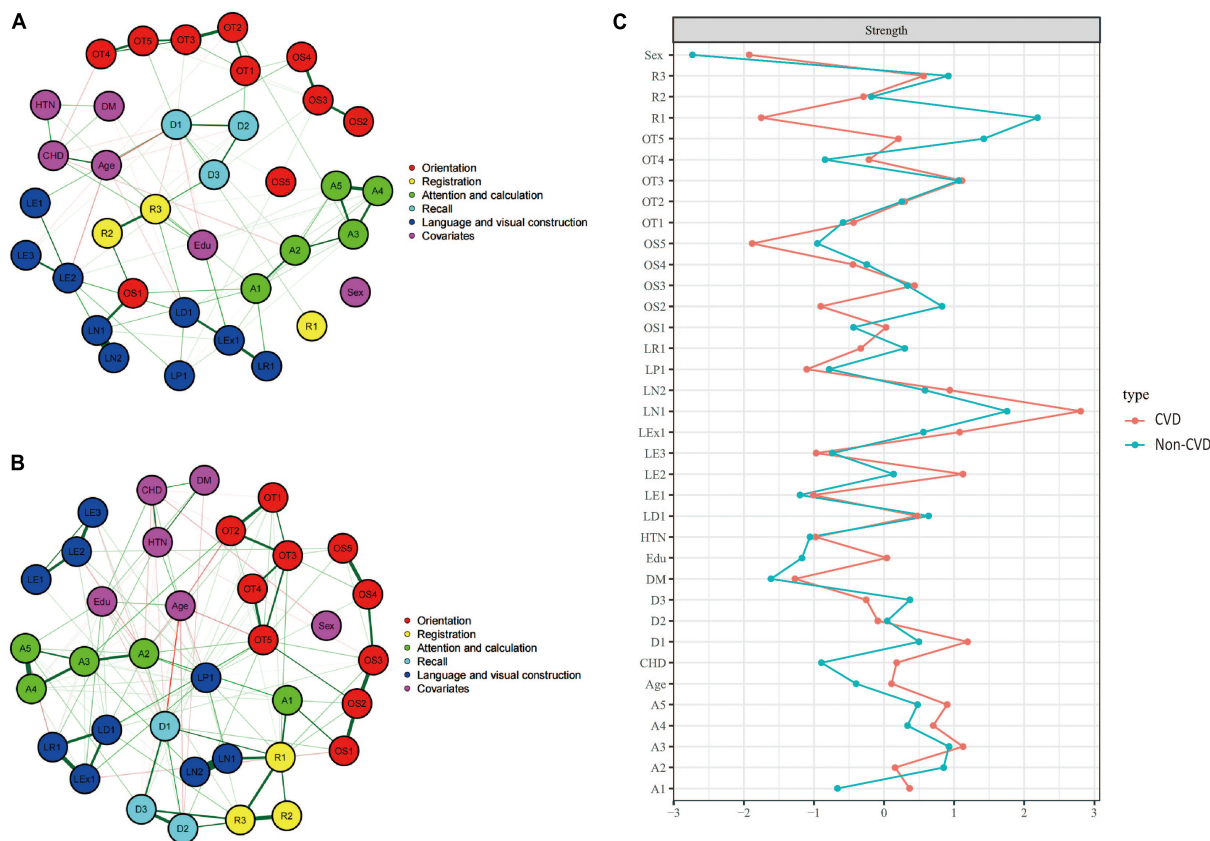 A
OT2
OT3
OT5
OT4
OT1
OS4
OS3
OS2
HTN
DM
D1
D2
CHD
Age
D3
OS5
A5
A4
LE1
R3
A3
R2
Edu
A2
LE3
LE2
A1
Sex
OS1
LD1
R1
LN1
LEx1
LN2
LR1
LP1
Orientation
Registration
Attention and calculation
Recall
Language and visual construction
Covariates
B
DM
CHD
OT1
LE3
OT2
HTN
LE2
OT3
OS5
LE1
OT4
OS4
Edu
Age
Sex
OT5
A5
A3
A2
OS3
LP1
A4
A1
OS2
D1
LD1
LR1
OS1
LN1
R1
LN2
LEx1
D3
R2
R3
D2
Orientation
Registration
Attention and calculation
Recall
Language and visual construction
Covariates
C
Strength
Sex
R3
R2
R1
OT5
OT4
OT3
OT2
OT1
OS5
OS4
OS3
OS2
OS1
LR1
LP1
LN2
LN1
LEx1
LE3
LE2
LE1
LD1
HTN
Edu
DM
D3
D2
D1
CHD
Age
A5
A4
A3
A2
A1
−3 −2 −1 0 1 2 3
type
CVD
Non-CVD